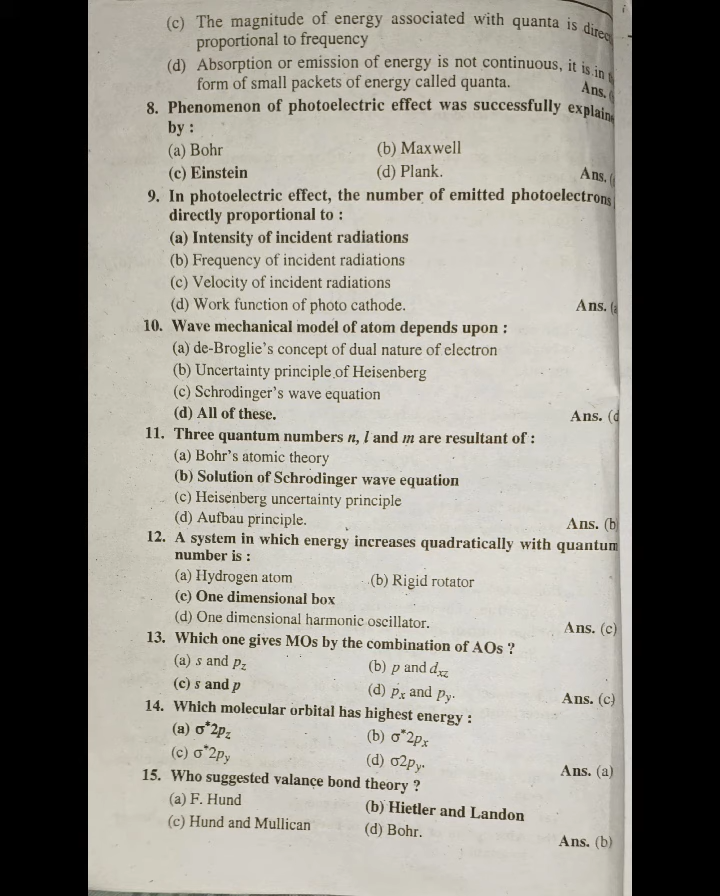 (c) The magnitude of energy associated with quanta is
proportional to frequency
(d) Absorption or emission of energy is not continuous, it is in
form of small packets of energy called quanta. Ans.
8. Phenomenon of photoelectric effect was successfully
by :
(a) Bohr (b) Maxwell
(c) Einstein (d) Plank. Ans.
9. In photoelectric effect, the number of emitted photoelectrons
directly proportional to :
(a) Intensity of incident radiations
(b) Frequency of incident radiations
(c) Velocity of incident radiations
(d) Work function of photo cathode. Ans. (a
10. Wave mechanical model of atom depends upon :
(a) de-Broglie's concept of dual nature of electron
(b) Uncertainty principle of Heisenberg
(c) Schrodinger's wave equation
(d) All of these. Ans. (d
11. Three quantum numbers n, l and m are resultant of :
(a) Bohr's atomic theory
(b) Solution of Schrodinger wave equation
(c) Heisenberg uncertainty principle
(d) Aufbau principle. Ans. (b
12. A system in which energy increases quadratically with quantum
number is :
(a) Hydrogen atom (b) Rigid rotator
(c) One dimensional box
(d) One dimensional harmonic oscillator. Ans. (c)
13. Which one gives MOs by the combination of AOs ?
(a) s and p_z (b) p and d_xz
(c) s and p (d) p_x and p_y. Ans. (c)
14. Which molecular orbital has highest energy :
(a) σ*2p_z (b) σ*2p_x
(c) σ*2p_y (d) σ2p_y. Ans. (a)
15. Who suggested valance bond theory ?
(a) F. Hund (b) Hietler and Landon
(c) Hund and Mullican (d) Bohr. Ans. (b)